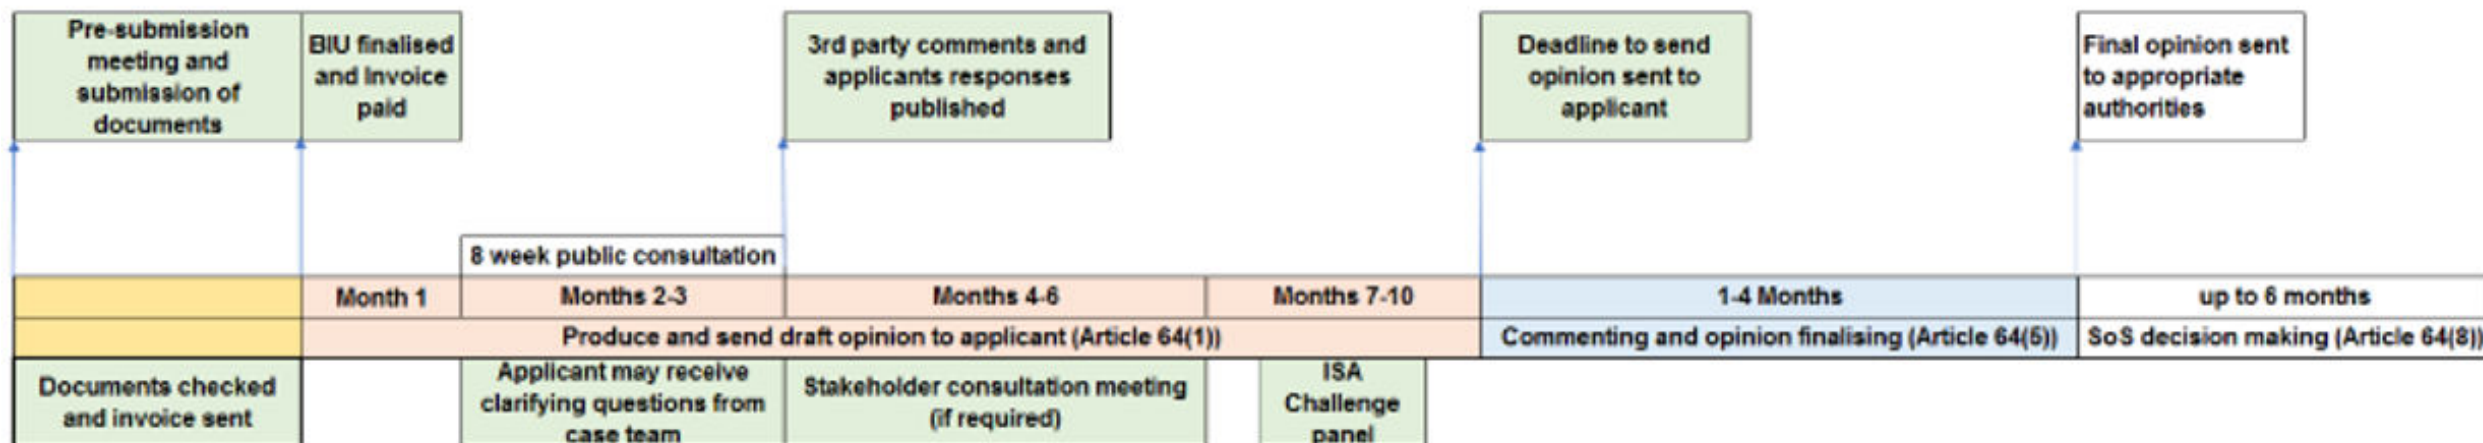 Pre-submission
meeting and
submission of
documents
BIU finalised
and Invoice
paid
3rd party comments and
applicants responses
published
Deadline to send
opinion sent to
applicant
Final opinion sent
to appropriate
authorities
8 week public consultation
Month 1
Months 2-3
Months 4-6
Months 7-10
1-4 Months
up to 6 months
Produce and send draft opinion to applicant (Article 64(1))
Commenting and opinion finalising (Article 64(5))
SoS decision making (Article 64(8))
Documents checked
and invoice sent
Applicant may receive
clarifying questions from
case team
Stakeholder consultation meeting
(if required)
ISA
Challenge
panel